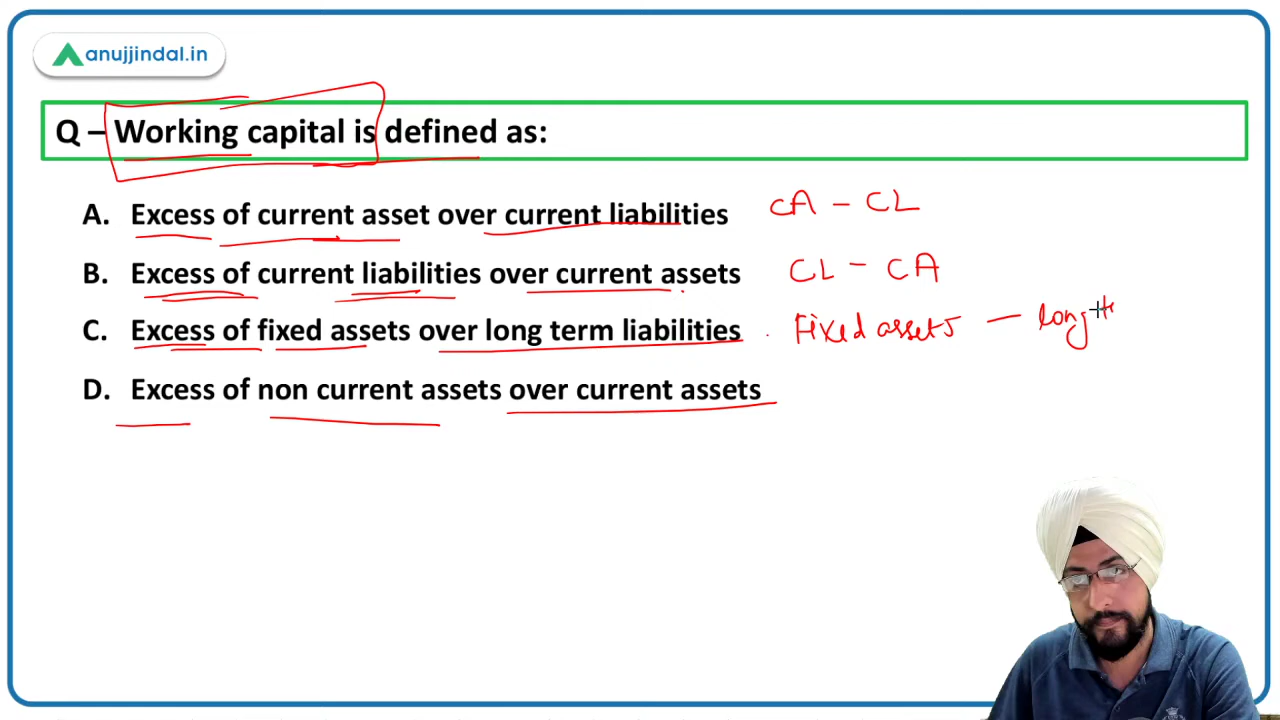 anujjindal.in
Q – Working capital is defined as:
A. Excess of current asset over current liabilities CA – CL
B. Excess of current liabilities over current assets CL – CA
C. Excess of fixed assets over long term liabilities . Fixed assets – long te
D. Excess of non current assets over current assets